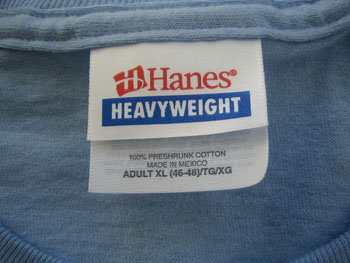 Hanes®
HEAVYWEIGHT
100% PRESHRUNK COTTON
MADE IN MEXICO
ADULT XL (46-48)/TG/XG